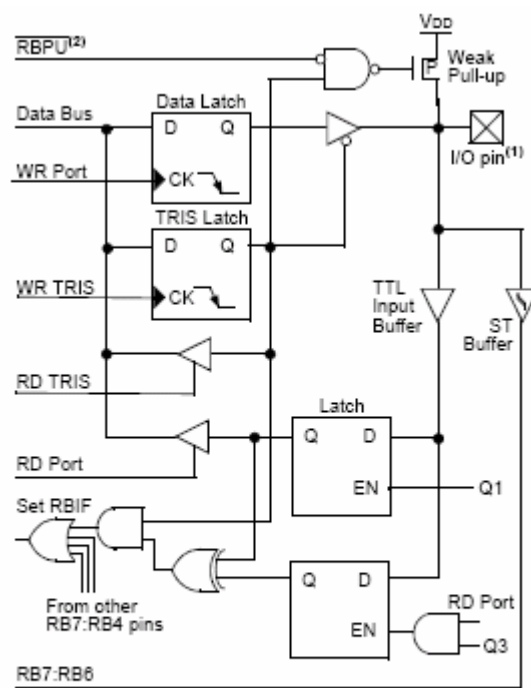 VDD
RBPU(2)
P
Weak
Pull-up
Data Latch
Data Bus
D
Q
I/O pin(1)
WR Port
CK
TRIS Latch
D
Q
TTL
Input
Buffer
WR TRIS
CK
ST
Buffer
RD TRIS
Latch
Q
D
RD Port
EN
Q1
Set RBIF
Q
D
From other
RB7:RB4 pins
RD Port
EN
Q3
RB7:RB6